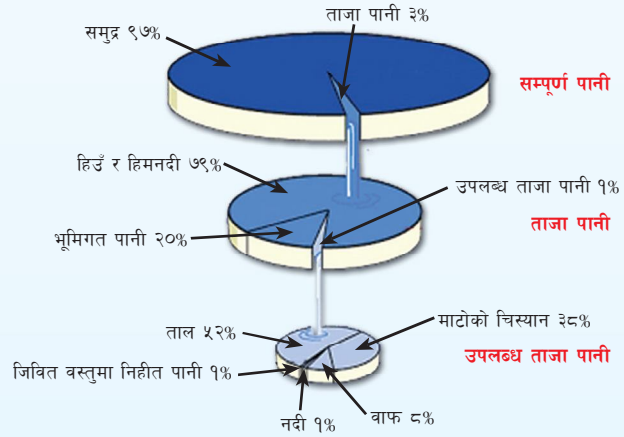 समुद्र ९७%
ताजा पानी ३%
सम्पूर्ण पानी
हिउँ र हिमनदी ७९%
उपलब्ध ताजा पानी १%
भूमिगत पानी २०%
ताजा पानी
ताल ५२%
माटोको चिस्यान ३८%
उपलब्ध ताजा पानी
जिवित वस्तुमा निहीत पानी १%
नदी १%
वाफ ८%